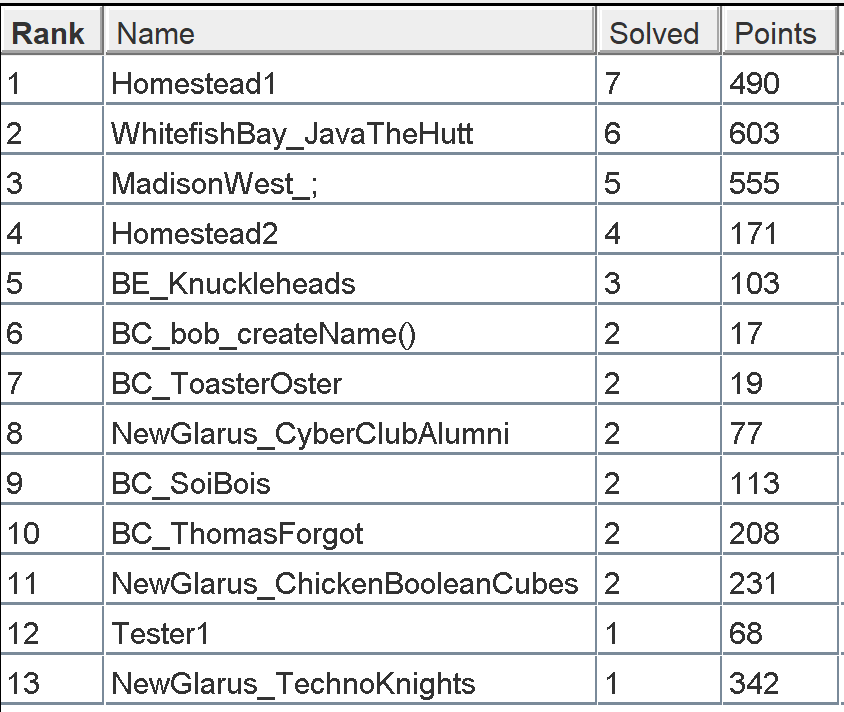 Rank Name Solved Points
1 Homestead1 7 490
2 WhitefishBay_JavaTheHutt 6 603
3 MadisonWest_; 5 555
4 Homestead2 4 171
5 BE_Knuckleheads 3 103
6 BC_bob_createName() 2 17
7 BC_ToasterOster 2 19
8 NewGlarus_CyberClubAlumni 2 77
9 BC_SoiBois 2 113
10 BC_ThomasForgot 2 208
11 NewGlarus_ChickenBooleanCubes 2 231
12 Tester1 1 68
13 NewGlarus_TechnoKnights 1 342